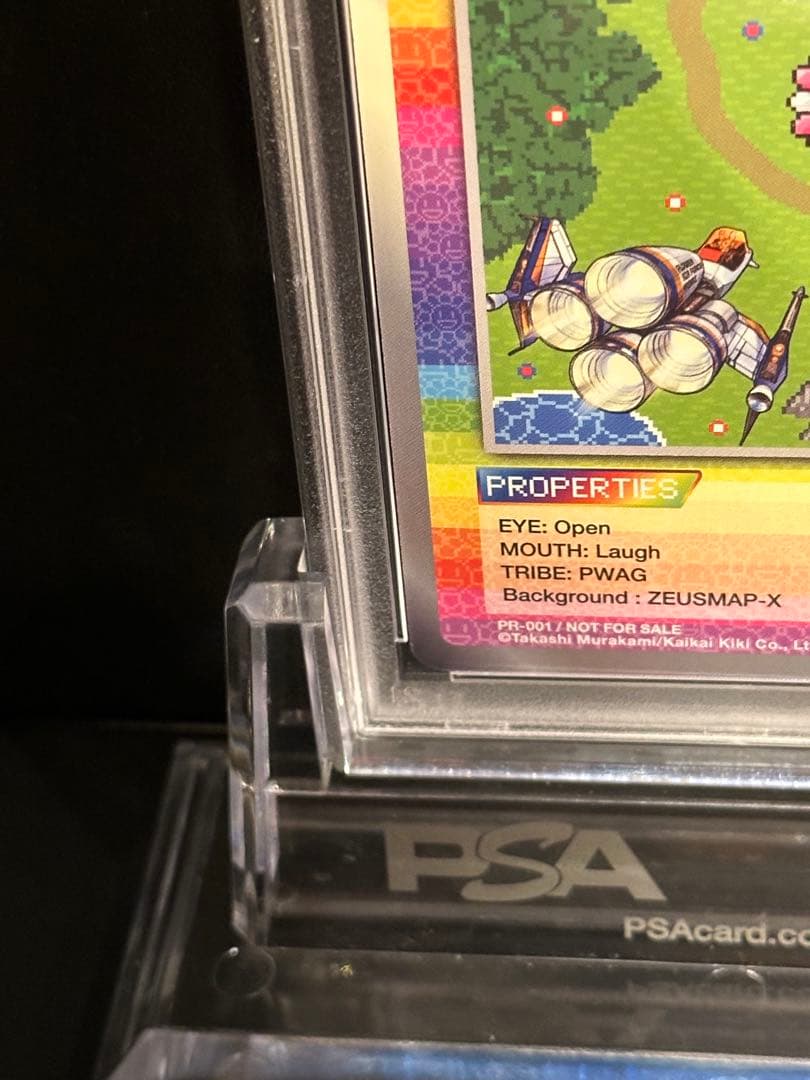 PROPERTIES
EYE: Open
MOUTH: Laugh
TRIBE: PWAG
Background : ZEUSMAP-X
PR-001 / NOT FOR SALE
©Takashi Murakami/Kaikai Kiki Co., Lt
PSA
PSAcard.co